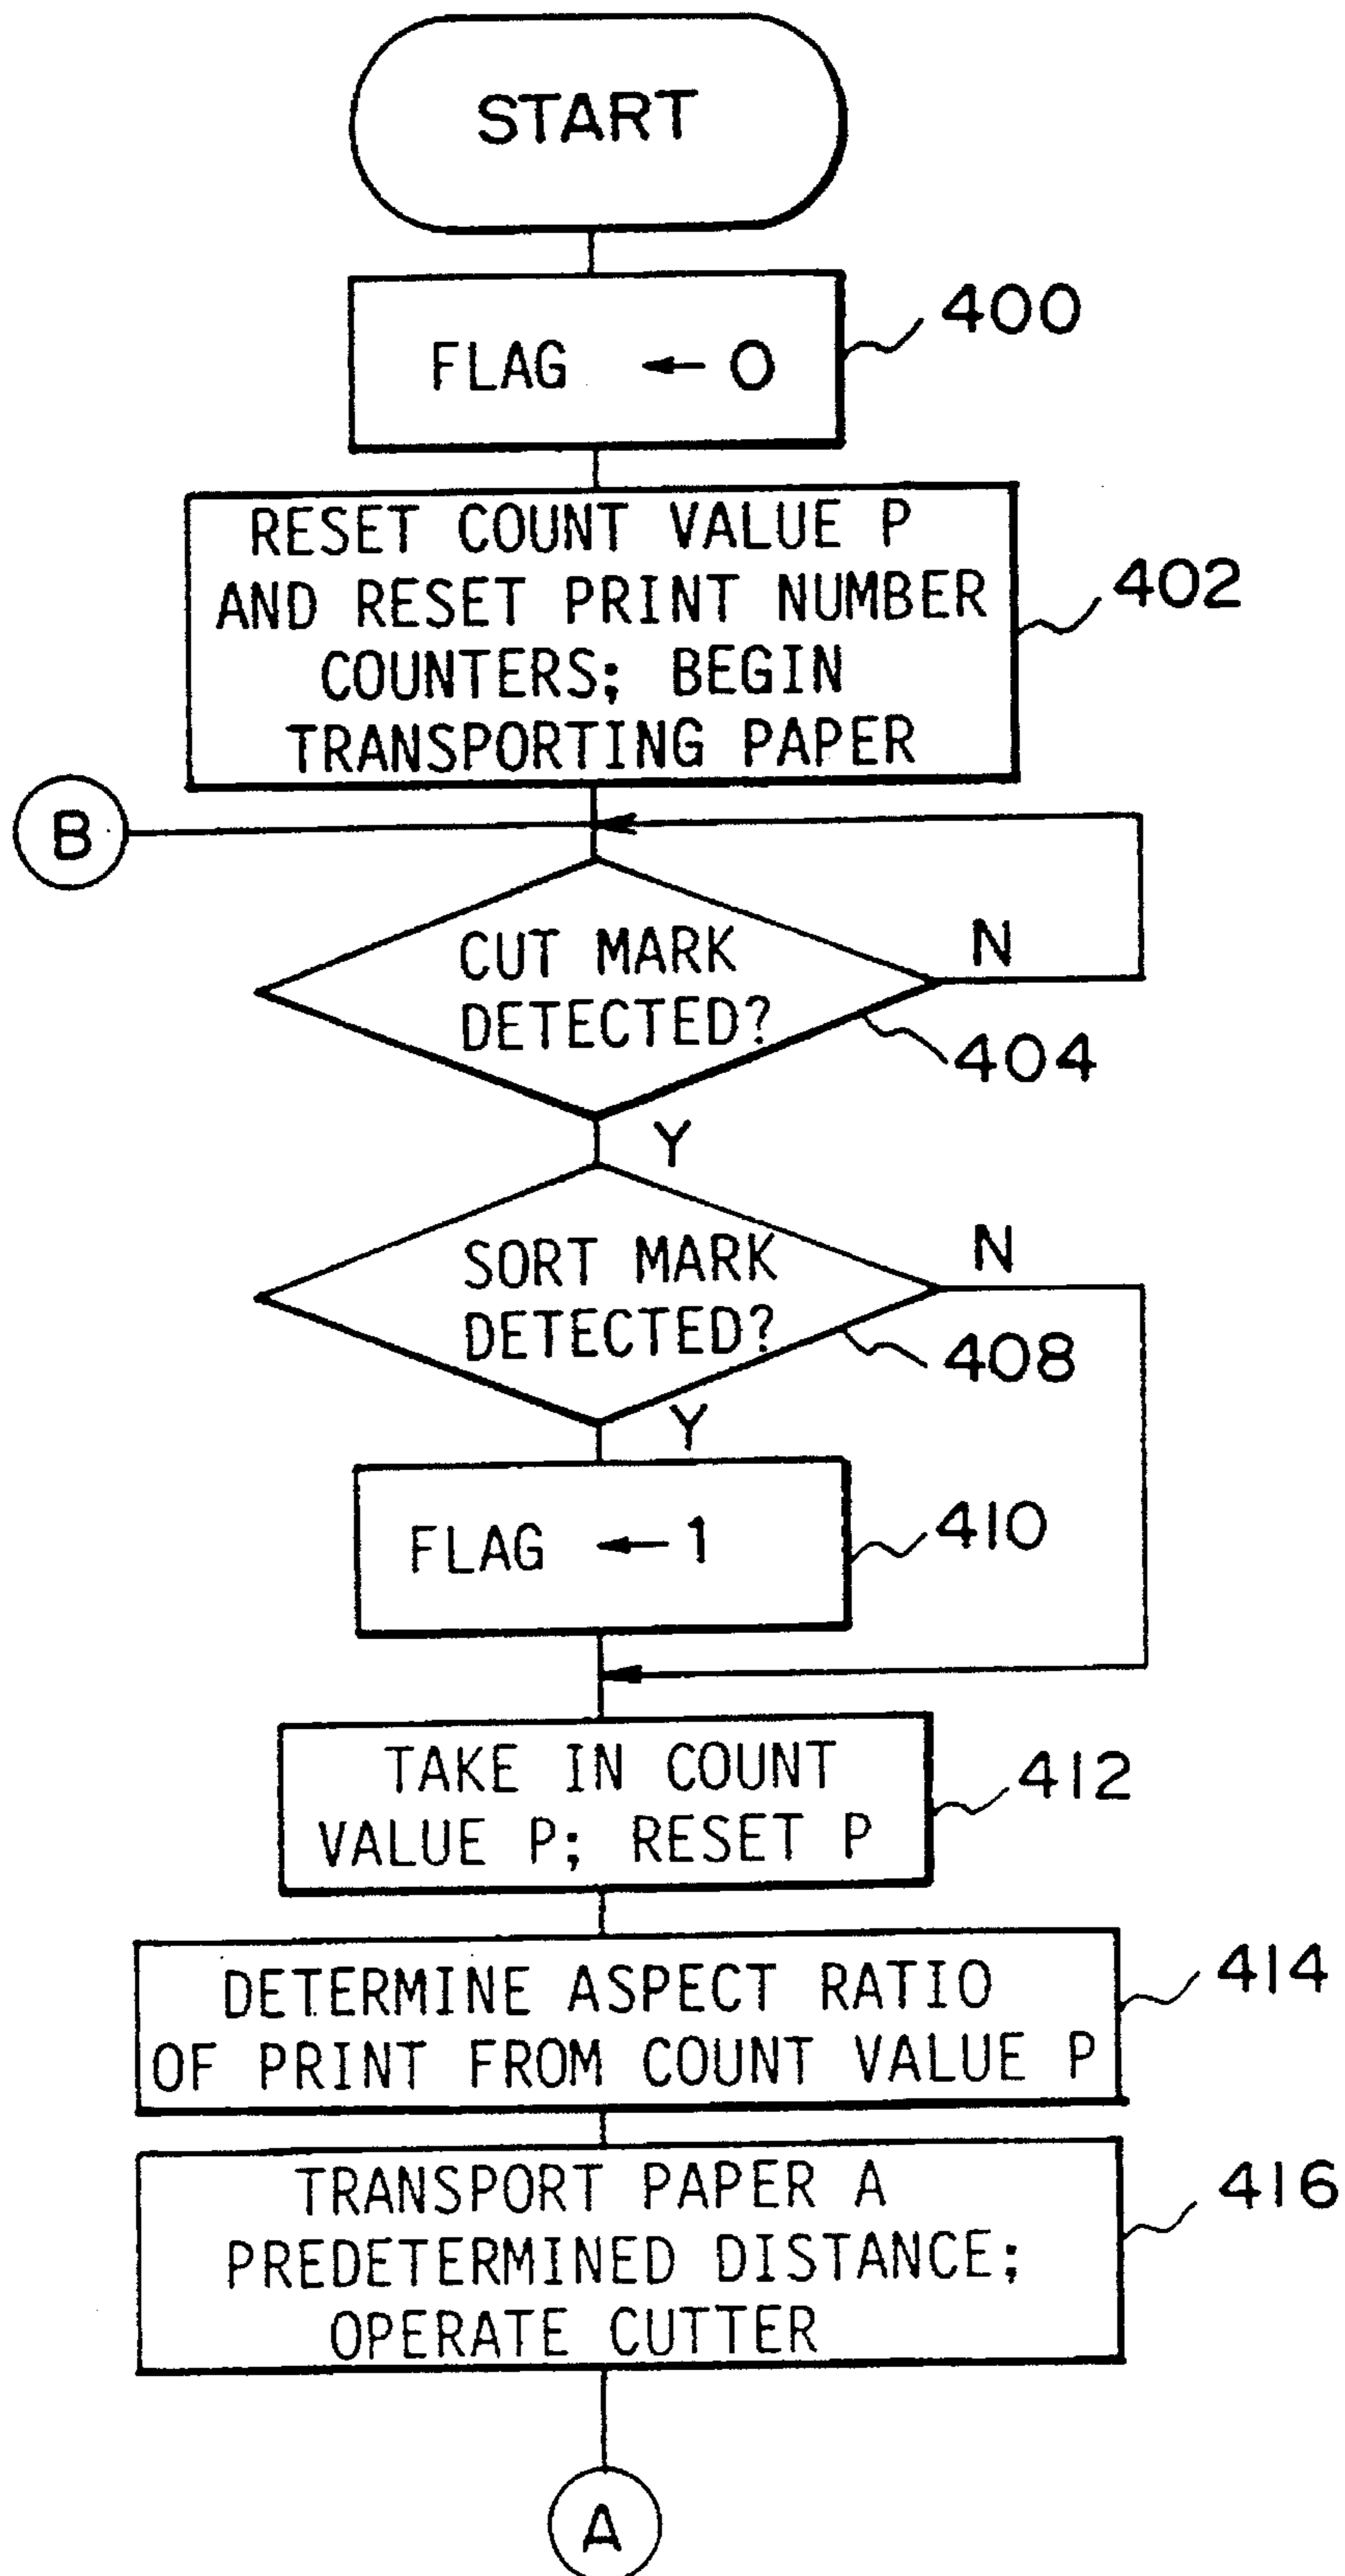 START
FLAG ← 0
400
RESET COUNT VALUE P
AND RESET PRINT NUMBER
COUNTERS; BEGIN
TRANSPORTING PAPER
402
B
CUT MARK
DETECTED?
N
404
Y
SORT MARK
DETECTED?
N
408
Y
FLAG ← 1
410
TAKE IN COUNT
VALUE P; RESET P
412
DETERMINE ASPECT RATIO
OF PRINT FROM COUNT VALUE P
414
TRANSPORT PAPER A
PREDETERMINED DISTANCE;
OPERATE CUTTER
416
A